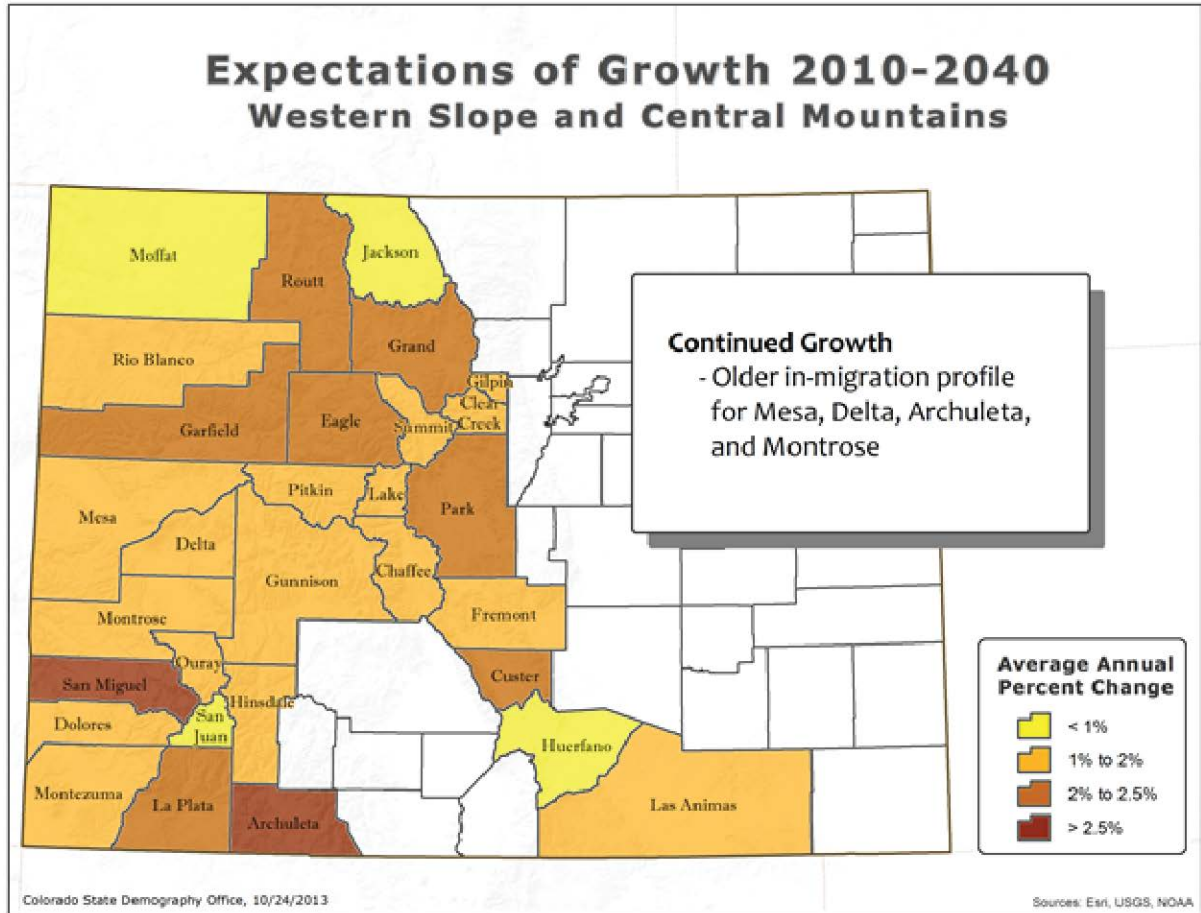 Expectations of Growth 2010-2040
Western Slope and Central Mountains
Moffat
Jackson
Routt
Rio Blanco
Grand
Gilpin
Clear
Creek
Eagle
Summit
Garfield
Pitkin
Lake
Park
Mesa
Delta
Gunnison
Chaffee
Montrose
Fremont
Ouray
San Miguel
Custer
Hinsdale
Dolores
San
Juan
Huerfano
Montezuma
La Plata
Archuleta
Las Animas
Continued Growth
- Older in-migration profile
for Mesa, Delta, Archuleta,
and Montrose
Average Annual
Percent Change
< 1%
1% to 2%
2% to 2.5%
> 2.5%
Colorado State Demography Office, 10/24/2013
Sources: Esri, USGS, NOAA